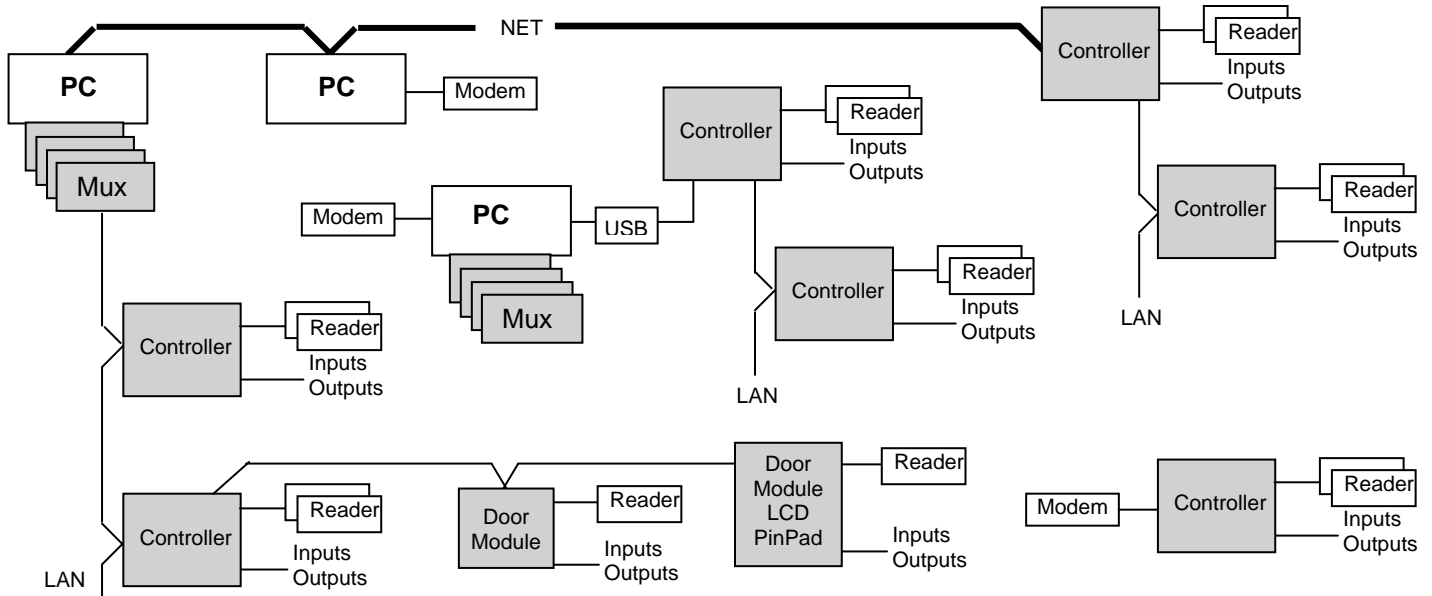 NET
PC
PC
Modem
Mux
Controller
Reader
Inputs
Outputs
Controller
Reader
Inputs
Outputs
Modem
PC
USB
Mux
Controller
Reader
Inputs
Outputs
LAN
Controller
Reader
Inputs
Outputs
LAN
Controller
Reader
Inputs
Outputs
Controller
Reader
Inputs
Outputs
LAN
Door
Module
Reader
Inputs
Outputs
Door
Module
LCD
PinPad
Reader
Inputs
Outputs
Modem
Controller
Reader
Inputs
Outputs